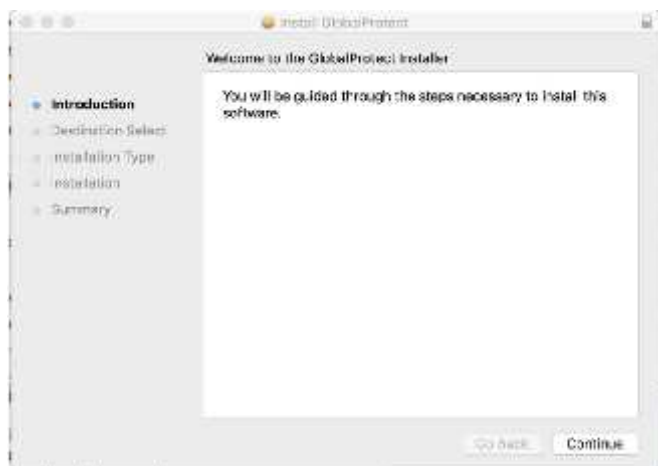 Install GlobalProtect
Welcome to the GlobalProtect Installer
Introduction
Destination Select
Installation Type
Installation
Summary
You will be guided through the steps necessary to install this
software.
Go Back
Continue